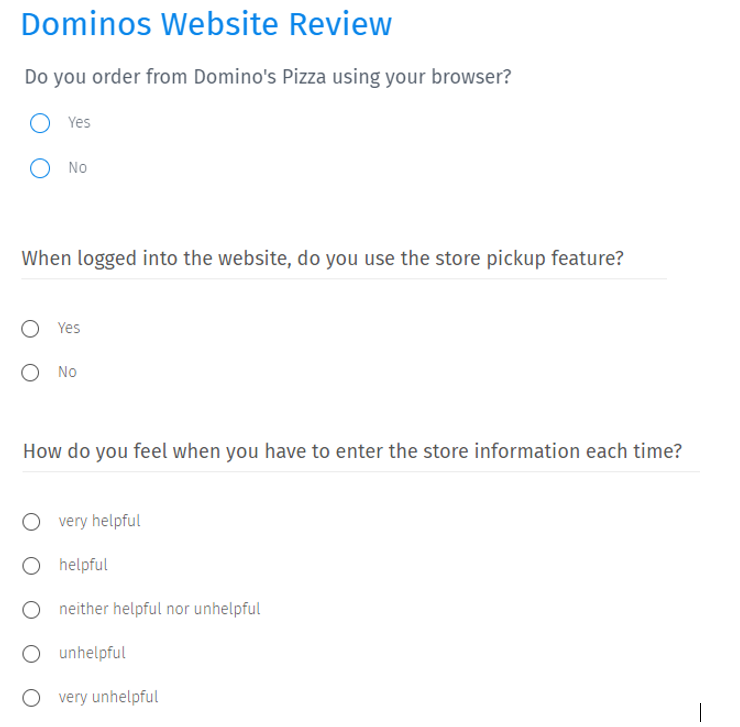 Dominos Website Review
Do you order from Domino's Pizza using your browser?
Yes
No
When logged into the website, do you use the store pickup feature?
Yes
No
How do you feel when you have to enter the store information each time?
very helpful
helpful
neither helpful nor unhelpful
unhelpful
very unhelpful